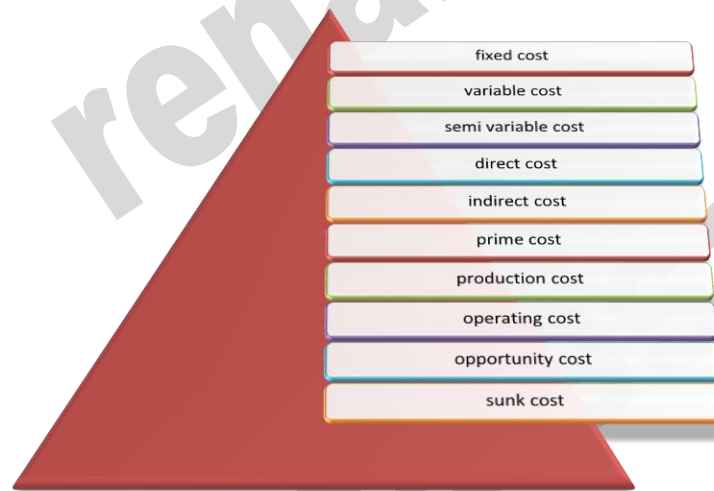 fixed cost
variable cost
semi variable cost
direct cost
indirect cost
prime cost
production cost
operating cost
opportunity cost
sunk cost